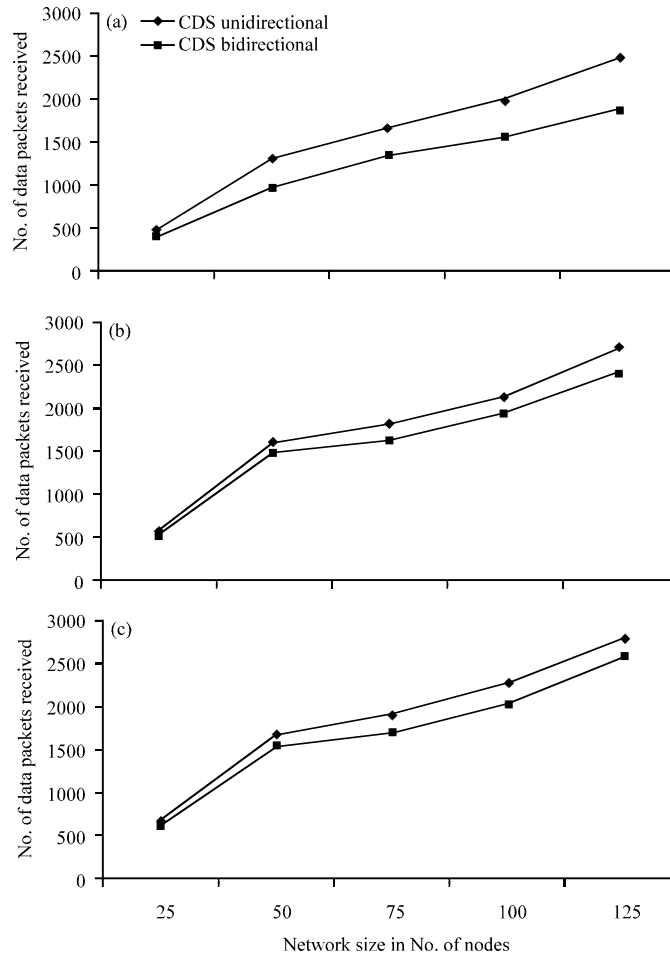 (a)
CDS unidirectional
CDS bidirectional
No. of data packets received
3000
2500
2000
1500
1000
500
0
(b)
No. of data packets received
3000
2500
2000
1500
1000
500
0
(c)
No. of data packets received
3000
2500
2000
1500
1000
500
0
25 50 75 100 125
Network size in No. of nodes